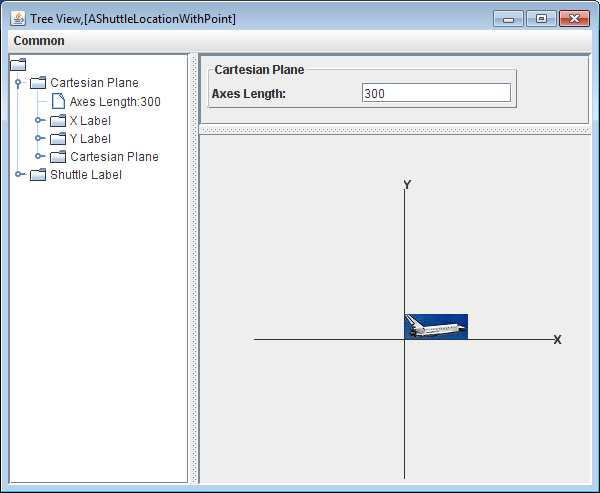 Tree View,[AShuttleLocationWithPoint]
Common
Cartesian Plane
Axes Length:300
X Label
Y Label
Cartesian Plane
Shuttle Label
Cartesian Plane
Axes Length:
300
Y
X